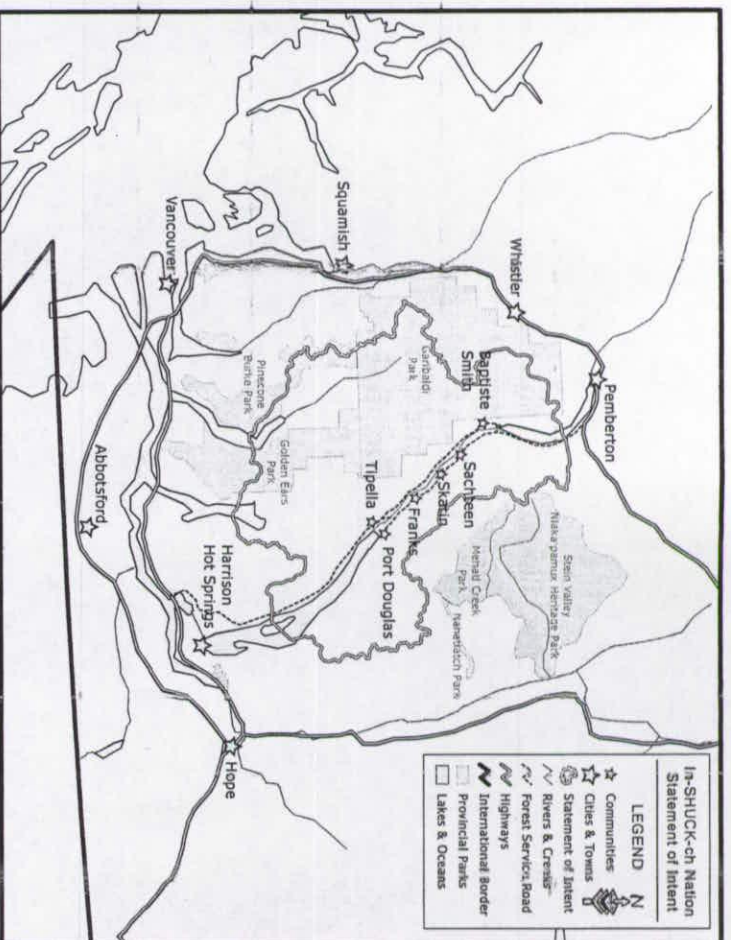 In-SHUCK-ch Nation
Statement of Intent
LEGEND
N
Communities
Cities & Towns
Statement of Intent
Rivers & Creeks
Forest Service Road
Highways
International Border
Provincial Parks
Lakes & Oceans
Pemberton
Whistler
Stein Valley
Nlaka'pamux Heritage Park
Baptiste
Smith
Garibaldi
Park
Sachteen
Skatin
Mehatl Creek
Park
Nahatlatch Park
Franks
Tipella
Port Douglas
Squamish
Pinecone
Burke Park
Golden Ears
Park
Harrison
Hot Springs
Vancouver
Abbotsford
Hope